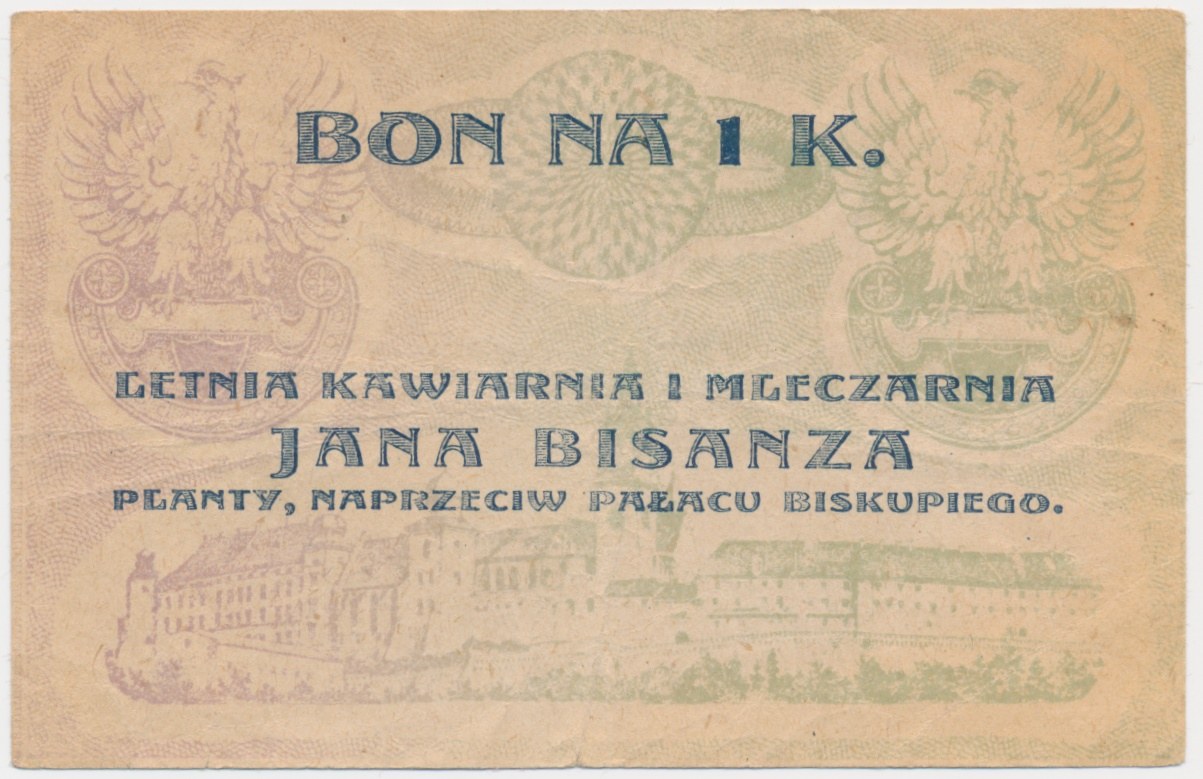 BON NA 1 K.
LETNIA KAWIARNIA I MLECZARNIA
JANA BISANZA
PLANTY, NAPRZECIW PAŁACU BISKUPIEGO.